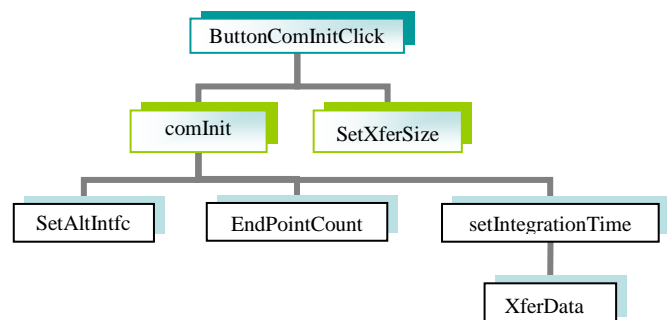 ButtonComInitClick
comInit
SetXferSize
SetAltIntfc
EndPointCount
setIntegrationTime
XferData